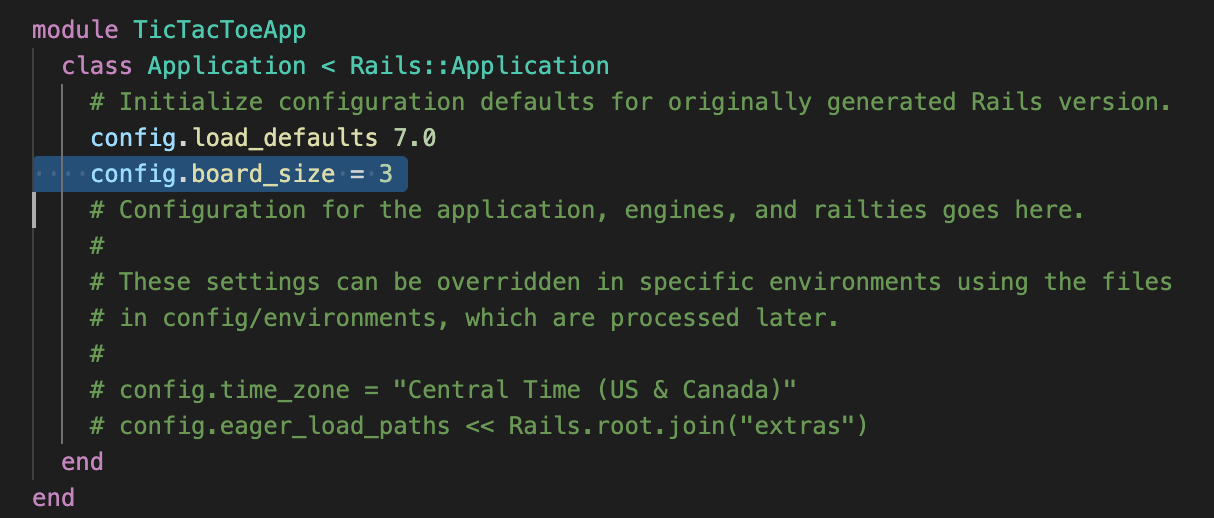 module TicTacToeApp
  class Application < Rails::Application
    # Initialize configuration defaults for originally generated Rails version.
    config.load_defaults 7.0
    config.board_size = 3
    # Configuration for the application, engines, and railties goes here.
    #
    # These settings can be overridden in specific environments using the files
    # in config/environments, which are processed later.
    #
    # config.time_zone = "Central Time (US & Canada)"
    # config.eager_load_paths << Rails.root.join("extras")
  end
end